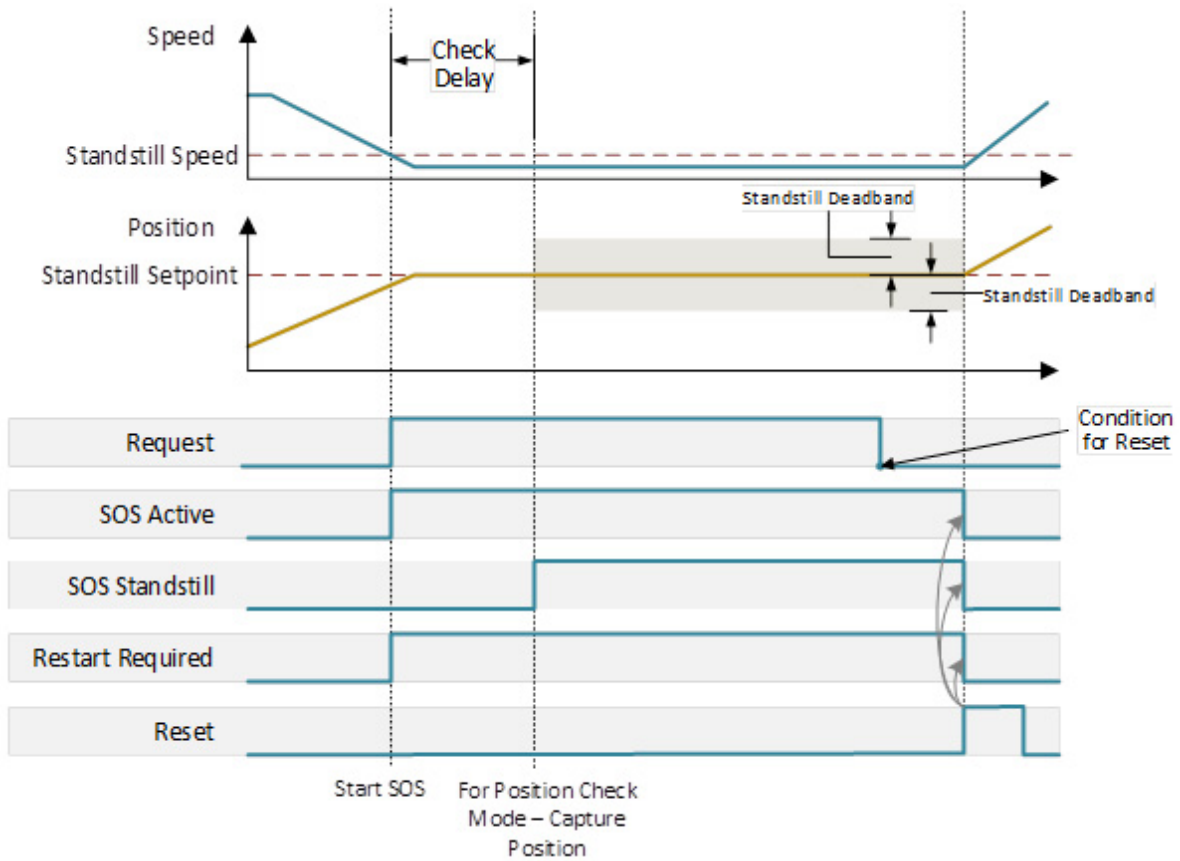 Speed
Check
Delay
Standstill Speed
Standstill Deadband
Position
Standstill Setpoint
Standstill Deadband
Condition
for Reset
Request
SOS Active
SOS Standstill
Restart Required
Reset
Start SOS
For Position Check
Mode – Capture
Position